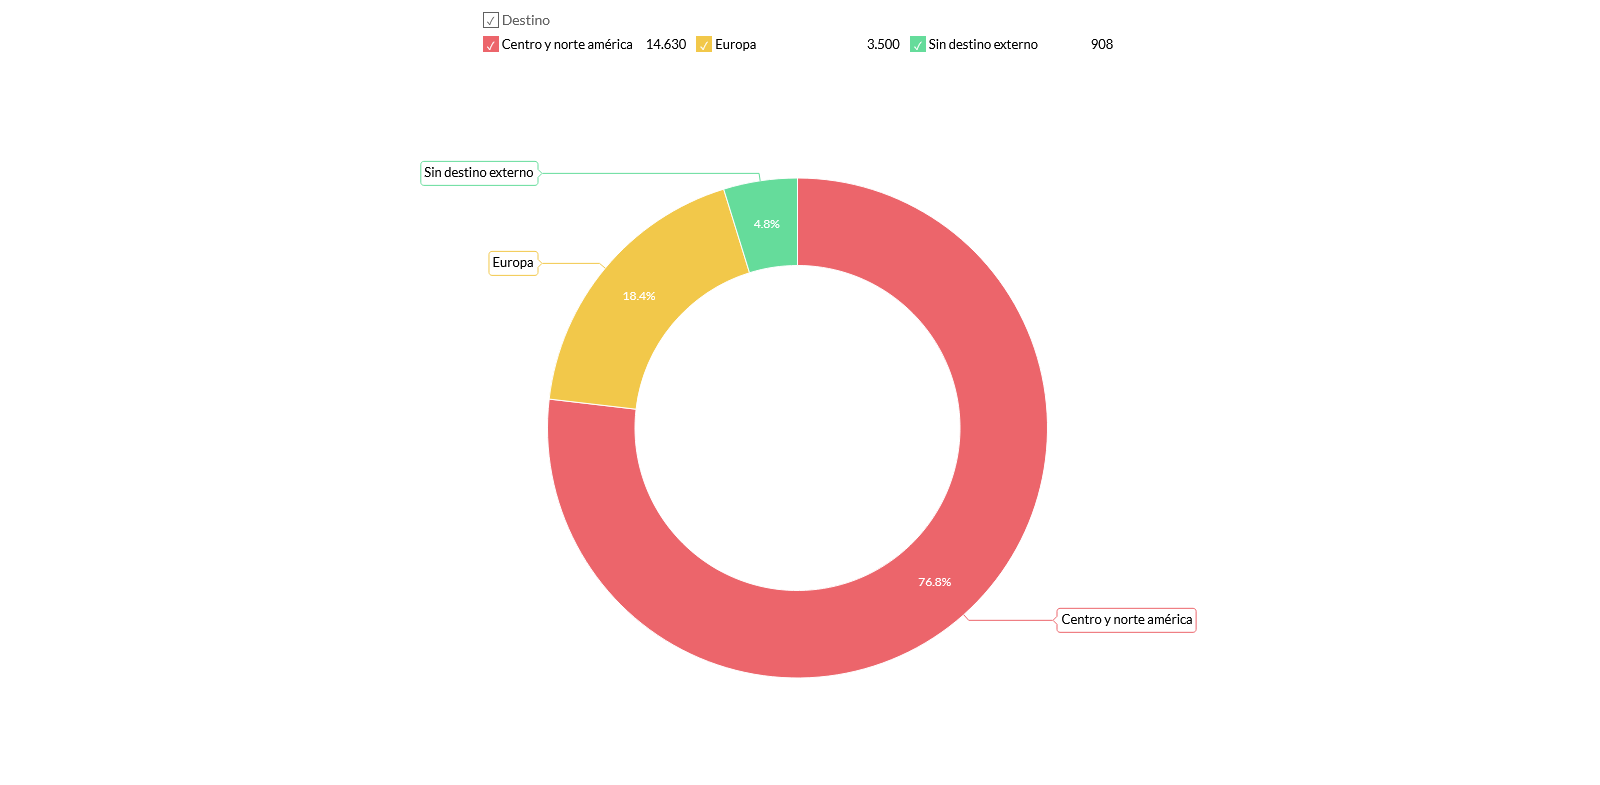 Destino
Centro y norte américa 14.630 Europa 3.500 Sin destino externo 908
Sin destino externo
4.8%
Europa
18.4%
76.8%
Centro y norte américa